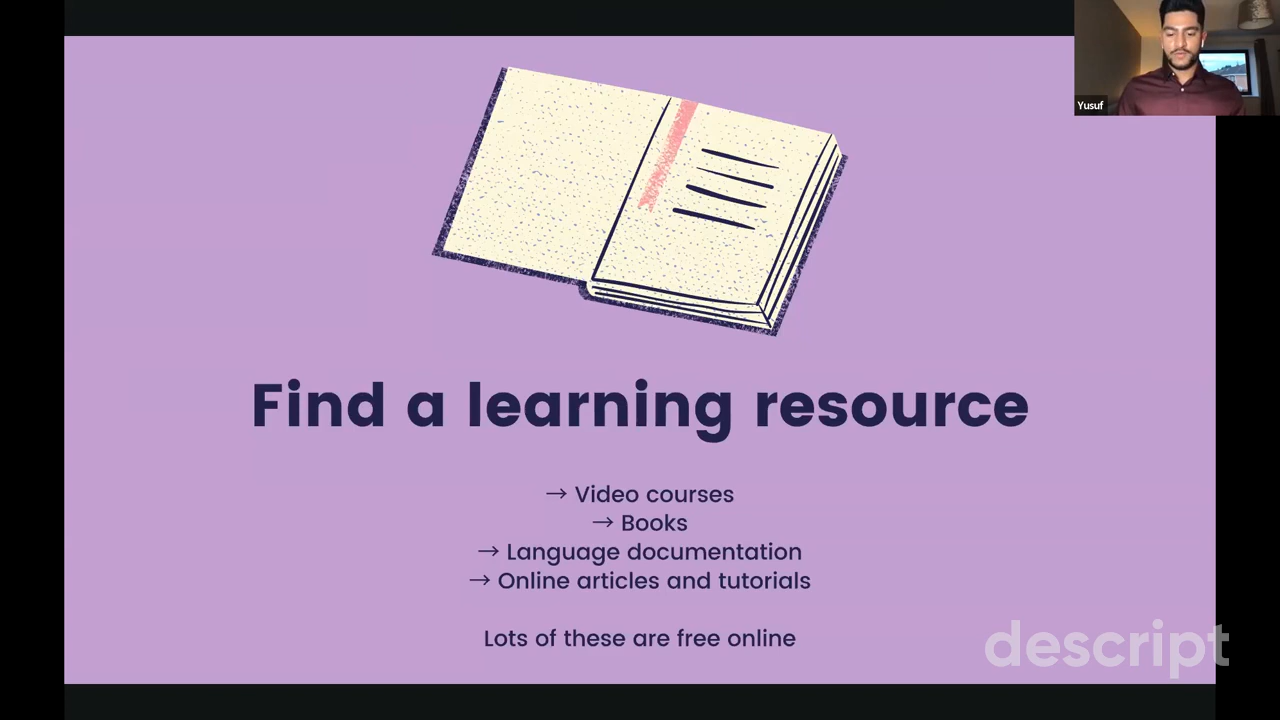 Yusuf
Find a learning resource
→ Video courses
→ Books
→ Language documentation
→ Online articles and tutorials
Lots of these are free online
descript